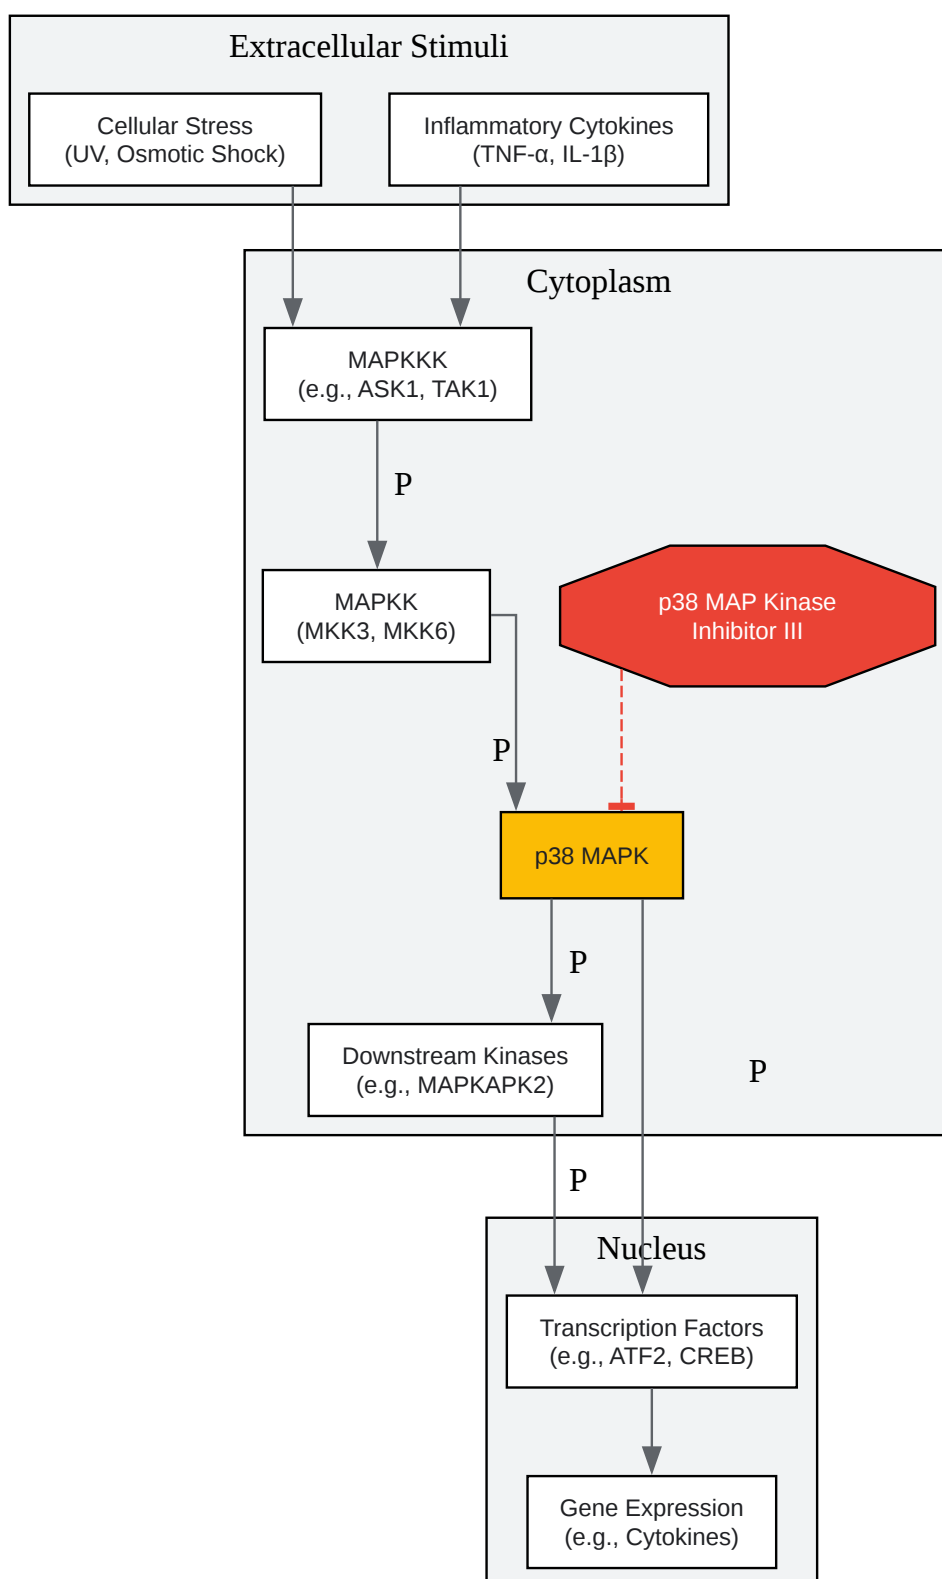 Extracellular Stimuli
Cellular Stress
(UV, Osmotic Shock)
Inflammatory Cytokines
(TNF-α, IL-1β)
Cytoplasm
MAPKKK
(e.g., ASK1, TAK1)
P
MAPKK
(MKK3, MKK6)
p38 MAP Kinase
Inhibitor III
P
p38 MAPK
P
Downstream Kinases
(e.g., MAPKAPK2)
P
P
Nucleus
Transcription Factors
(e.g., ATF2, CREB)
Gene Expression
(e.g., Cytokines)